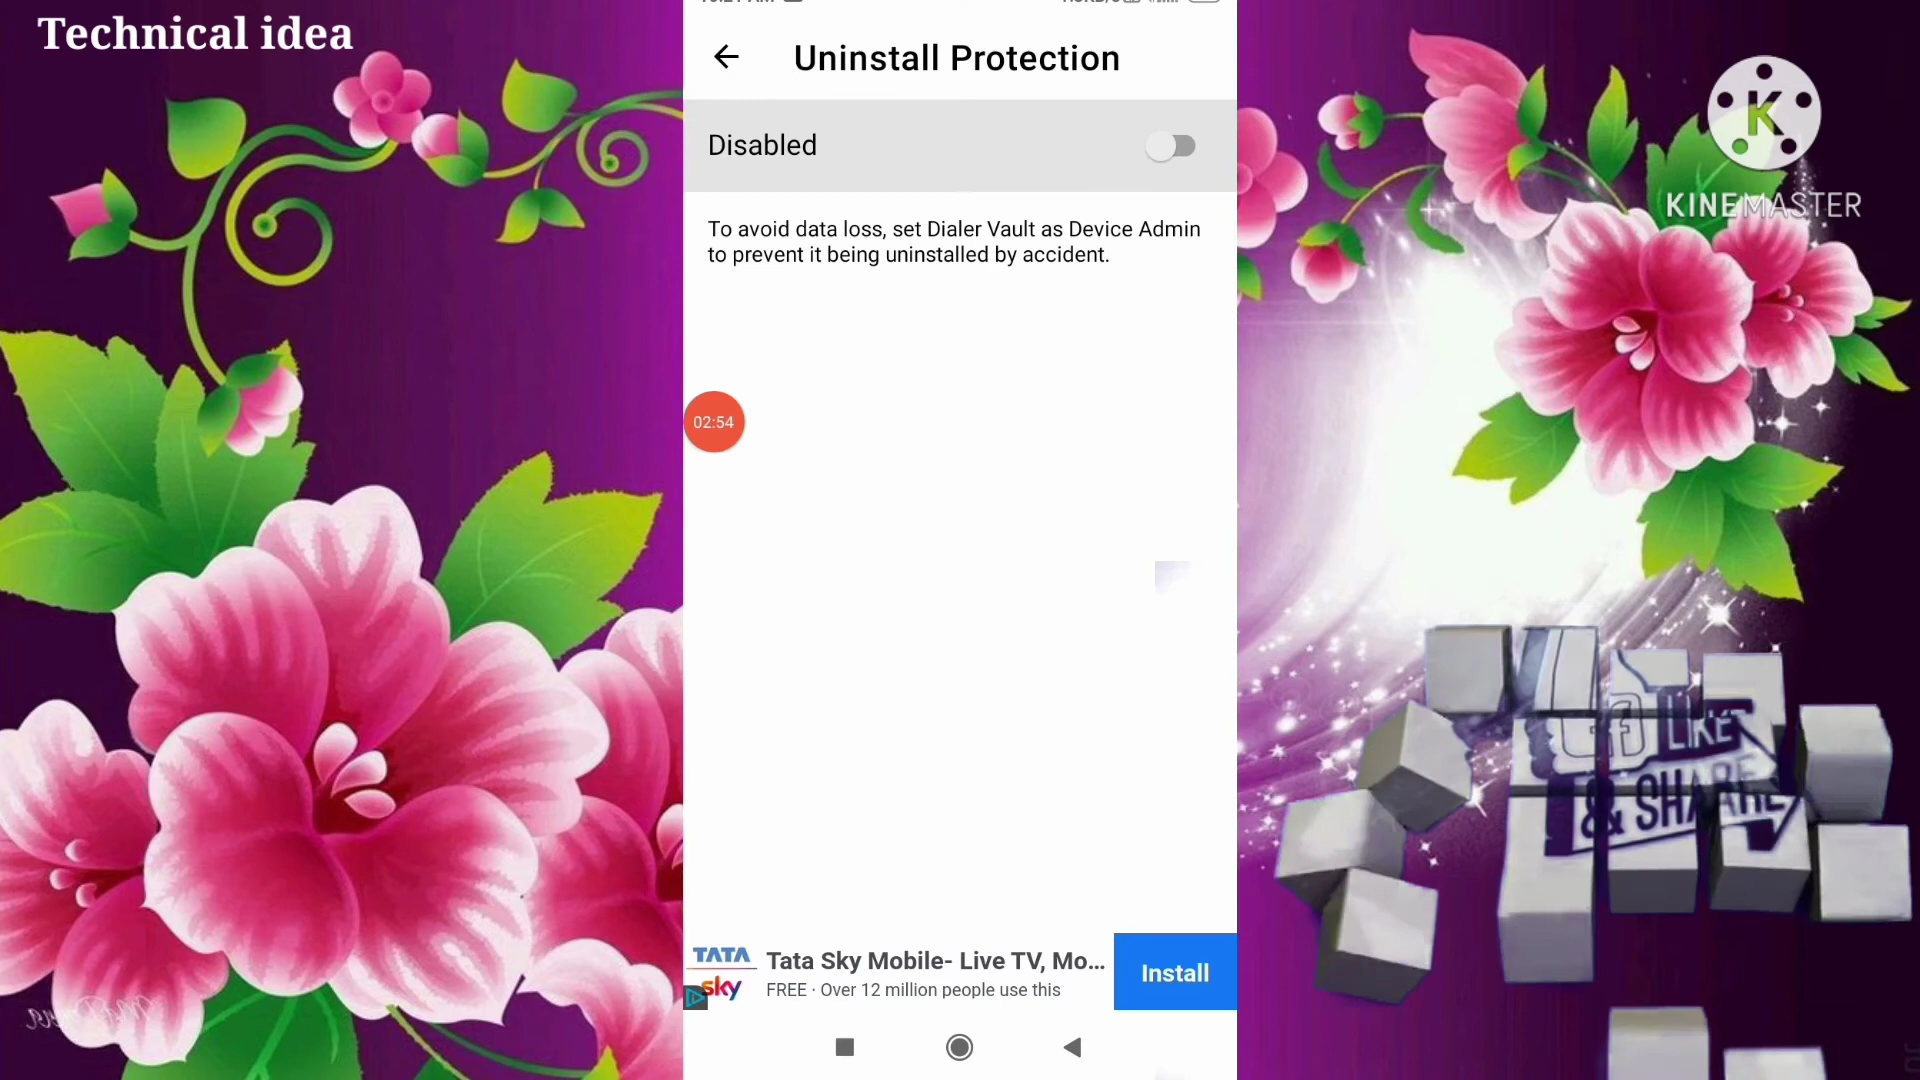 Technical idea
Uninstall Protection
Disabled
To avoid data loss, set Dialer Vault as Device Admin
to prevent it being uninstalled by accident.
02:54
TATA
sky
Tata Sky Mobile- Live TV, Mo...
FREE · Over 12 million people use this
Install
K
KINEMASTER
LIKE
& SHARE